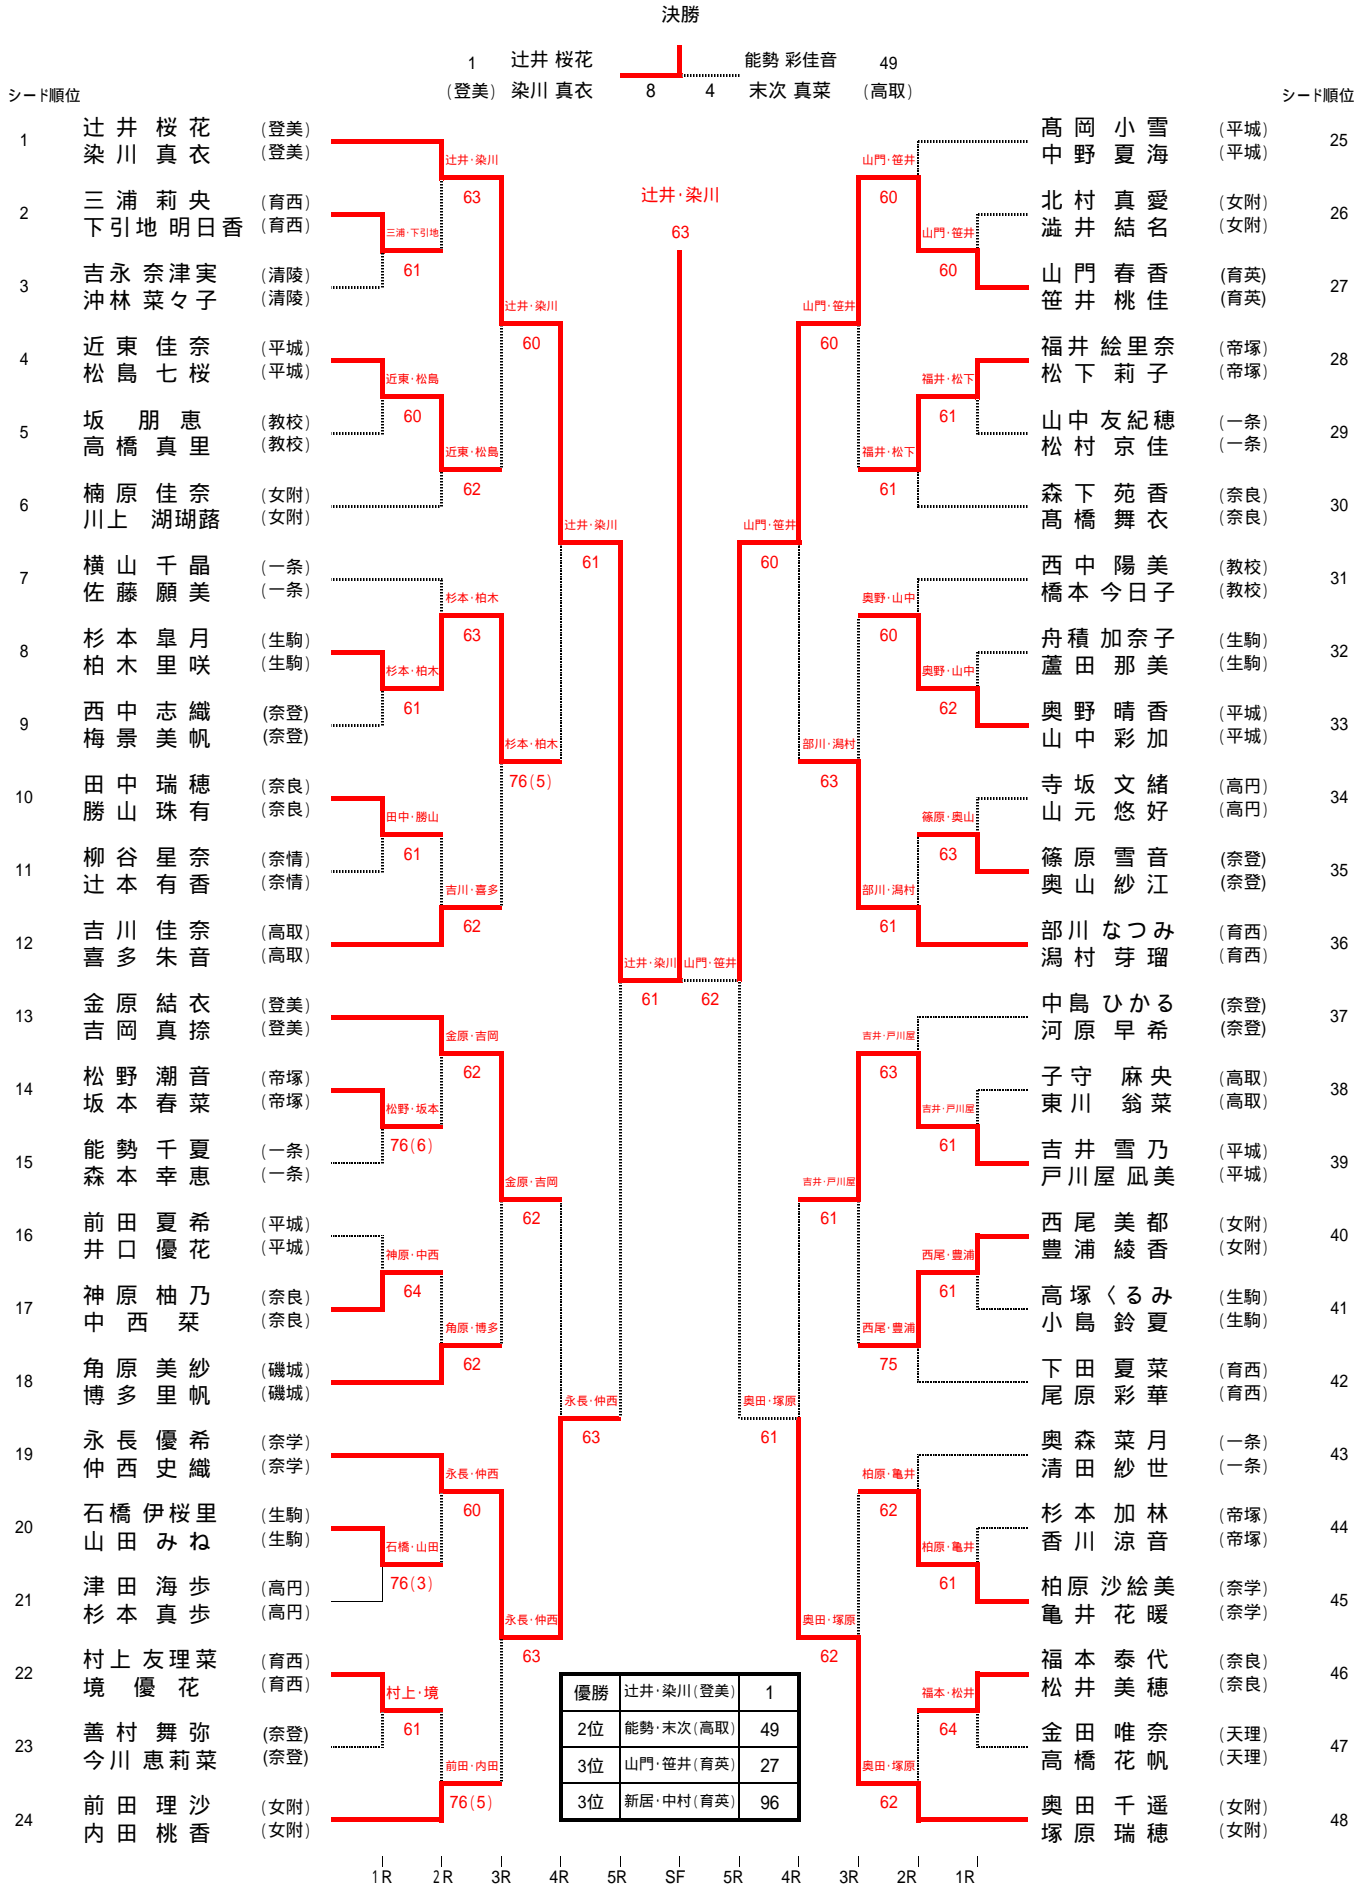 決勝
1 辻井 桜花 能勢 彩佳音 49
(登美) 染川 真衣 8 4 末次 真菜 (高取)
シード順位 シード順位
1 辻井桜花 (登美)
染川真衣 (登美)
2 三浦莉央 (育西)
下引地 明日香 (育西)
3 吉永 奈津実 (清陵)
沖林 菜々子 (清陵)
4 近東佳奈 (平城)
松島七桜 (平城)
5 坂朋恵 (教校)
高橋真里 (教校)
6 楠原佳奈 (女附)
川上 湖瑚蕗 (女附)
7 横山千晶 (一条)
佐藤願美 (一条)
8 杉本皐月 (生駒)
柏木里咲 (生駒)
9 西中志織 (奈登)
梅景美帆 (奈登)
10 田中瑞穂 (奈良)
勝山珠有 (奈良)
11 柳谷星奈 (奈情)
辻本有香 (奈情)
12 吉川佳奈 (高取)
喜多朱音 (高取)
13 金原結衣 (登美)
吉岡真捺 (登美)
14 松野潮音 (帝塚)
坂本春菜 (帝塚)
15 能勢千夏 (一条)
森本幸恵 (一条)
16 前田夏希 (平城)
井口優花 (平城)
17 神原柚乃 (奈良)
中西栞 (奈良)
18 角原美紗 (磯城)
博多里帆 (磯城)
19 永長優希 (奈学)
仲西史織 (奈学)
20 石橋 伊桜里 (生駒)
山田みね (生駒)
21 津田海歩 (高円)
杉本真歩 (高円)
22 村上 友理菜 (育西)
境優花 (育西)
23 善村舞弥 (奈登)
今川 恵莉菜 (奈登)
24 前田理沙 (女附)
内田桃香 (女附)
辻井・染川
63
三浦・下引地
61
辻井・染川
60
近東・松島
60
近東・松島
62
辻井・染川
61
杉本・柏木
63
杉本・柏木
61
杉本・柏木
76(5)
田中・勝山
61
吉川・喜多
62
辻井・染川
61
金原・吉岡
62
松野・坂本
76(6)
金原・吉岡
62
神原・中西
64
角原・博多
62
永長・仲西
63
永長・仲西
60
石橋・山田
76(3)
永長・仲西
63
村上・境
61
前田・内田
76(5)
辻井・染川
63
山門・笹井
60
山門・笹井
60
山門・笹井
60
福井・松下
61
福井・松下
61
山門・笹井
60
奥野・山中
60
奥野・山中
62
部川・潟村
63
篠原・奥山
63
部川・潟村
61
山門・笹井
62
吉井・戸川屋
63
吉井・戸川屋
61
吉井・戸川屋
61
西尾・豊浦
61
西尾・豊浦
75
奥田・塚原
61
柏原・亀井
62
柏原・亀井
61
奥田・塚原
62
福本・松井
64
奥田・塚原
62
髙岡小雪 (平城) 25
中野夏海 (平城)
北村真愛 (女附) 26
澁井結名 (女附)
山門春香 (育英) 27
笹井桃佳 (育英)
福井 絵里奈 (帝塚) 28
松下莉子 (帝塚)
山中 友紀穂 (一条) 29
松村京佳 (一条)
森下苑香 (奈良) 30
髙橋舞衣 (奈良)
西中陽美 (教校) 31
橋本 今日子 (教校)
舟積 加奈子 (生駒) 32
蘆田那美 (生駒)
奥野晴香 (平城) 33
山中彩加 (平城)
寺坂文緒 (高円) 34
山元悠好 (高円)
篠原雪音 (奈登) 35
奥山紗江 (奈登)
部川 なつみ (育西) 36
潟村芽瑠 (育西)
中島 ひかる (奈登) 37
河原早希 (奈登)
子守 麻央 (高取) 38
東川 翁菜 (高取)
吉井雪乃 (平城) 39
戸川屋 凪美 (平城)
西尾美都 (女附) 40
豊浦綾香 (女附)
高塚 くるみ (生駒) 41
小島鈴夏 (生駒)
下田夏菜 (育西) 42
尾原彩華 (育西)
奥森菜月 (一条) 43
清田紗世 (一条)
杉本加林 (帝塚) 44
香川涼音 (帝塚)
柏原 沙絵美 (奈学) 45
亀井花暖 (奈学)
福本泰代 (奈良) 46
松井美穂 (奈良)
金田唯奈 (天理) 47
高橋花帆 (天理)
奥田千遥 (女附) 48
塚原瑞穂 (女附)
優勝 辻井・染川(登美) 1
2位 能勢・末次(高取) 49
3位 山門・笹井(育英) 27
3位 新居・中村(育英) 96
1R 2R 3R 4R 5R SF 5R 4R 3R 2R 1R